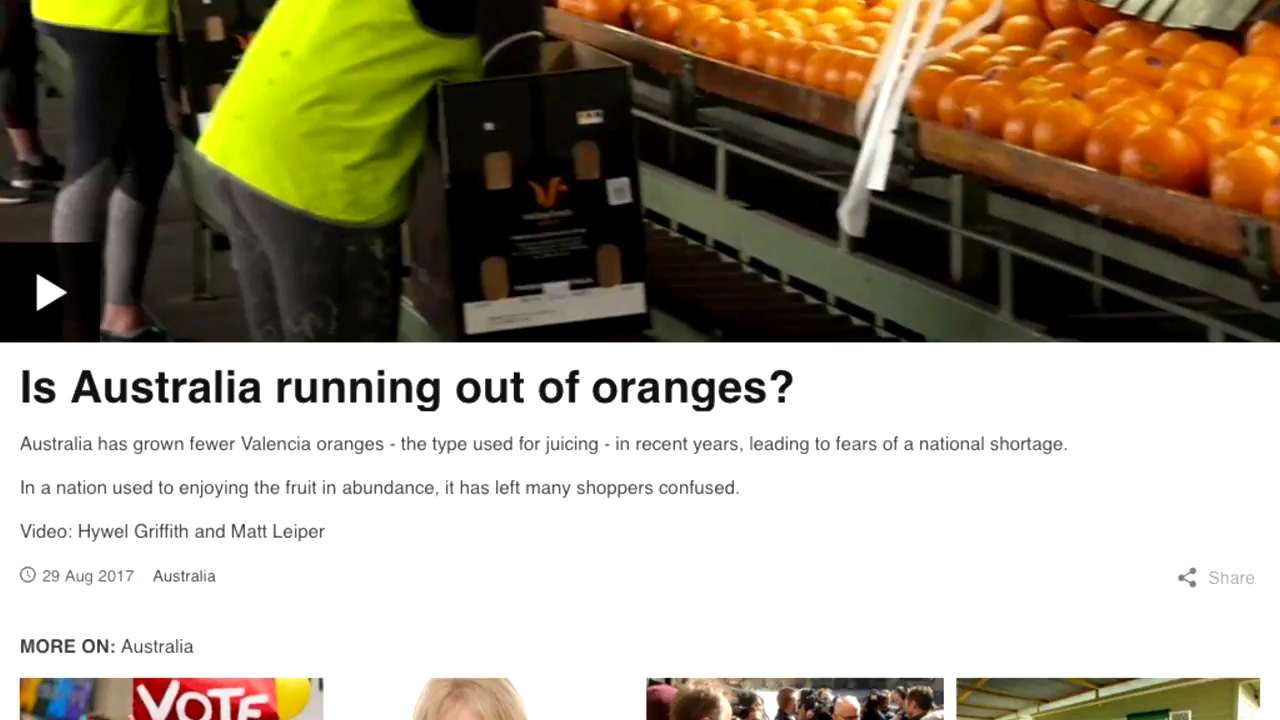 Is Australia running out of oranges?
Australia has grown fewer Valencia oranges - the type used for juicing - in recent years, leading to fears of a national shortage.
In a nation used to enjoying the fruit in abundance, it has left many shoppers confused.
Video: Hywel Griffith and Matt Leiper
29 Aug 2017 Australia
Share
MORE ON: Australia
VOTE